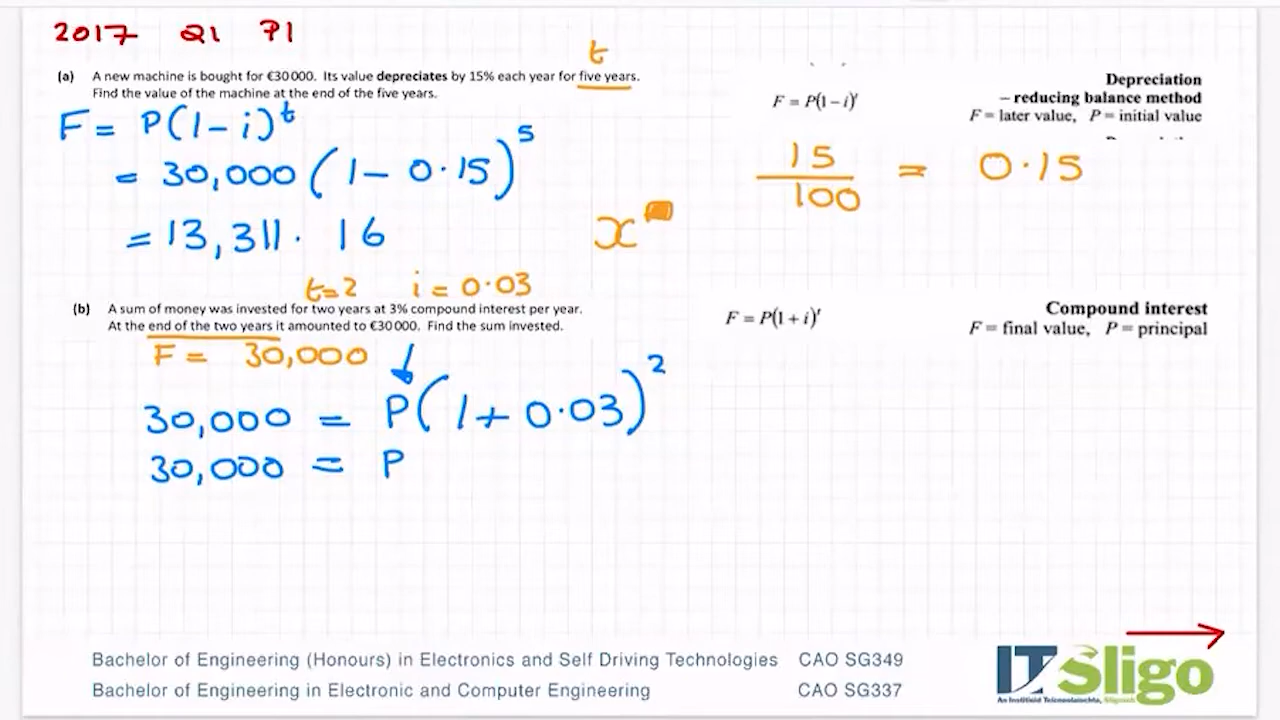 2017 Q1 P1
t
(a) A new machine is bought for €30 000. Its value depreciates by 15% each year for five years.
Find the value of the machine at the end of the five years.
F = P(1 − i)^t
Depreciation
– reducing balance method
F = later value, P = initial value
F = P(1 − i)^t
= 30,000 (1 − 0.15)^5
15/100 = 0.15
= 13,311. 16
x
t=2 i = 0.03
(b) A sum of money was invested for two years at 3% compound interest per year.
At the end of the two years it amounted to €30 000. Find the sum invested.
F = P(1 + i)^t
Compound interest
F = final value, P = principal
F = 30,000
30,000 = P(1 + 0.03)^2
30,000 = P
Bachelor of Engineering (Honours) in Electronics and Self Driving Technologies CAO SG349
Bachelor of Engineering in Electronic and Computer Engineering CAO SG337
IT Sligo